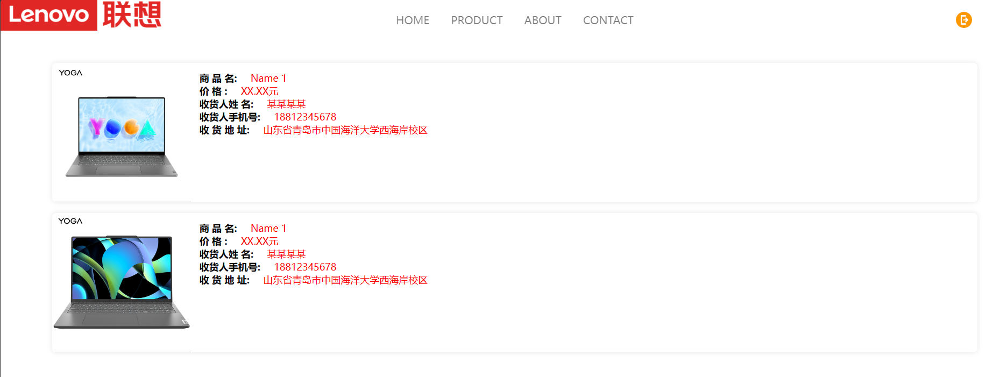 Lenovo 联想
HOME PRODUCT ABOUT CONTACT
YOGA
YOGA
商 品 名: Name 1
价 格 : XX.XX元
收货人姓 名: 某某某某
收货人手机号: 18812345678
收 货 地 址: 山东省青岛市中国海洋大学西海岸校区
YOGA
商 品 名: Name 1
价 格 : XX.XX元
收货人姓 名: 某某某某
收货人手机号: 18812345678
收 货 地 址: 山东省青岛市中国海洋大学西海岸校区